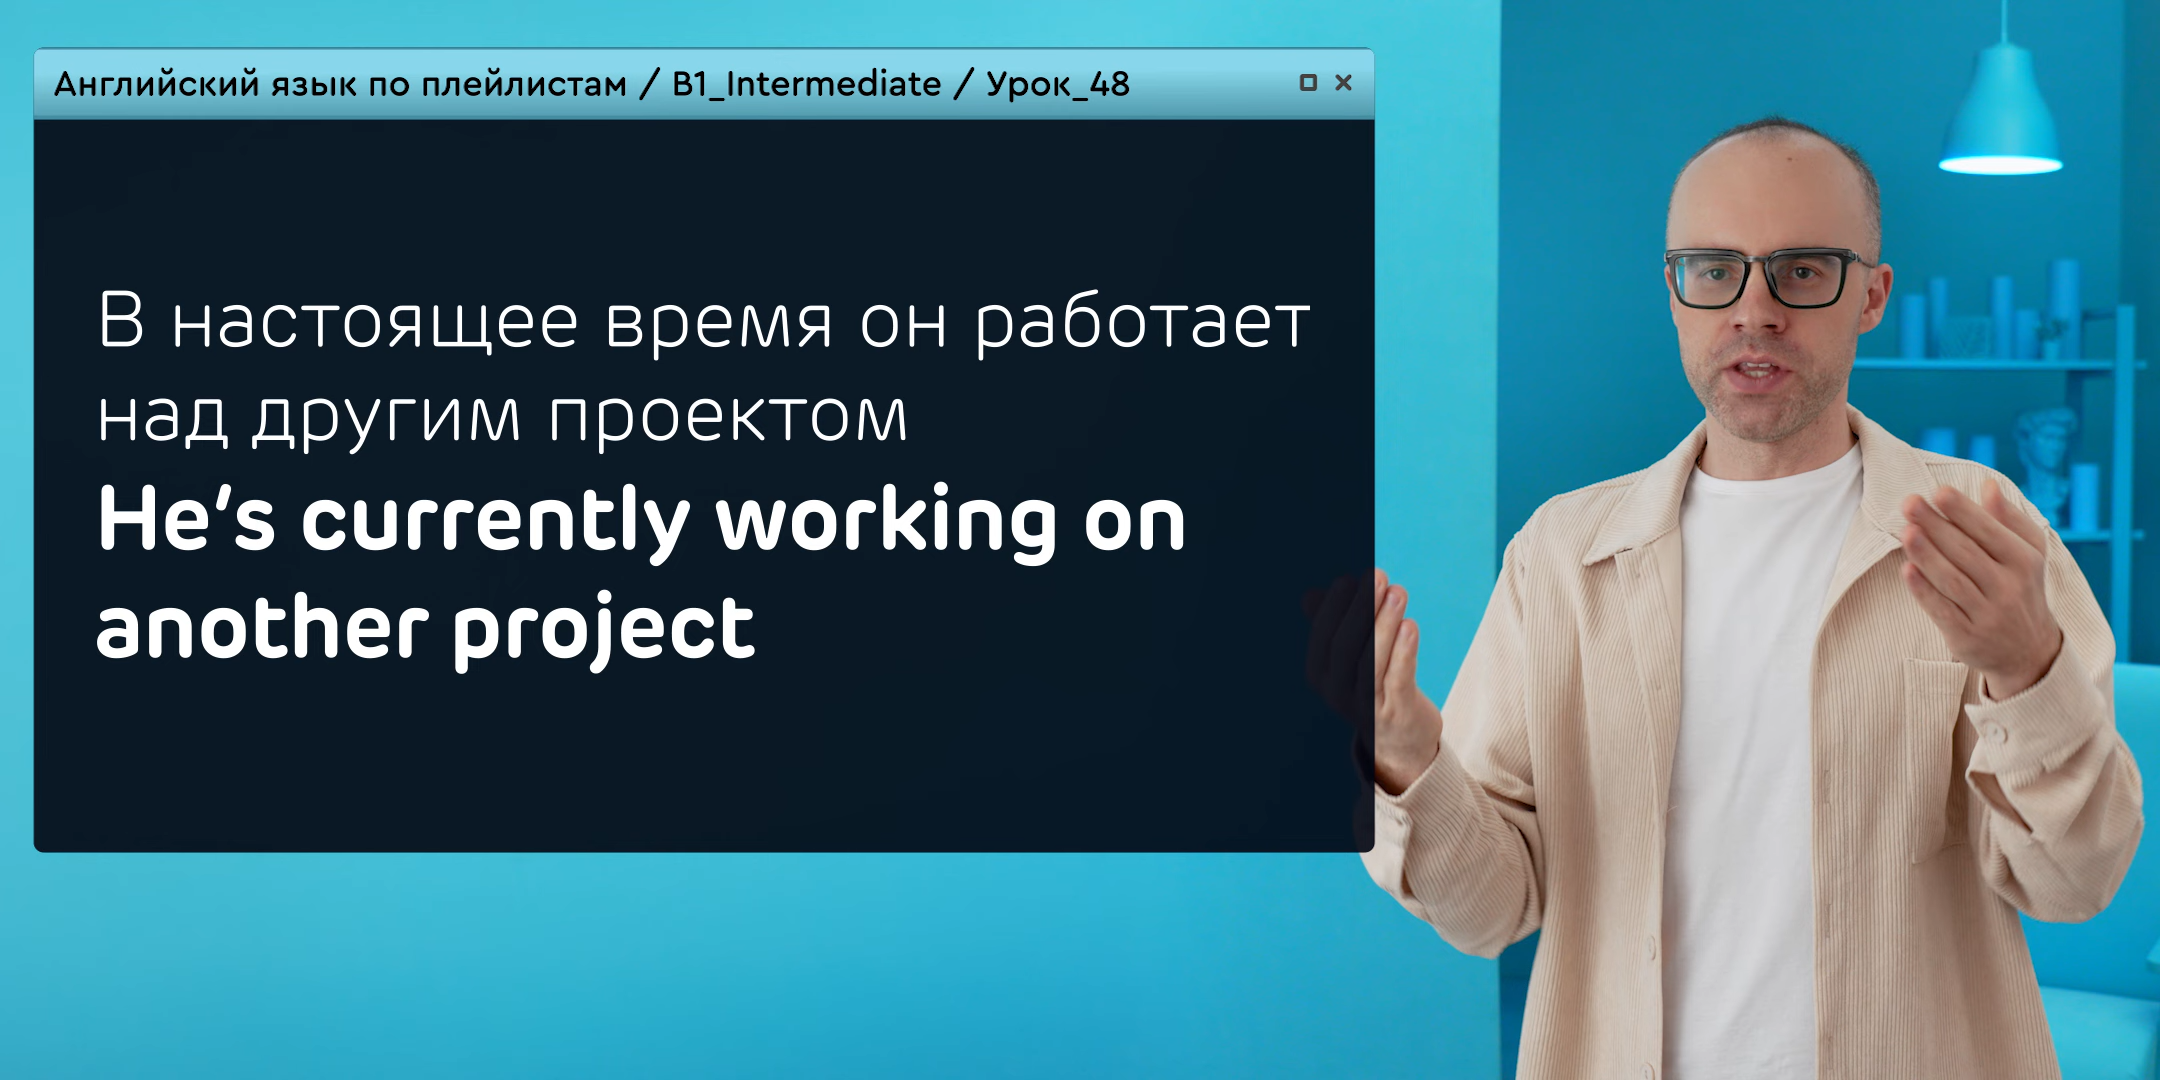 Английский язык по плейлистам / B1_Intermediate / Урок_48
В настоящее время он работает
над другим проектом
He’s currently working on
another project